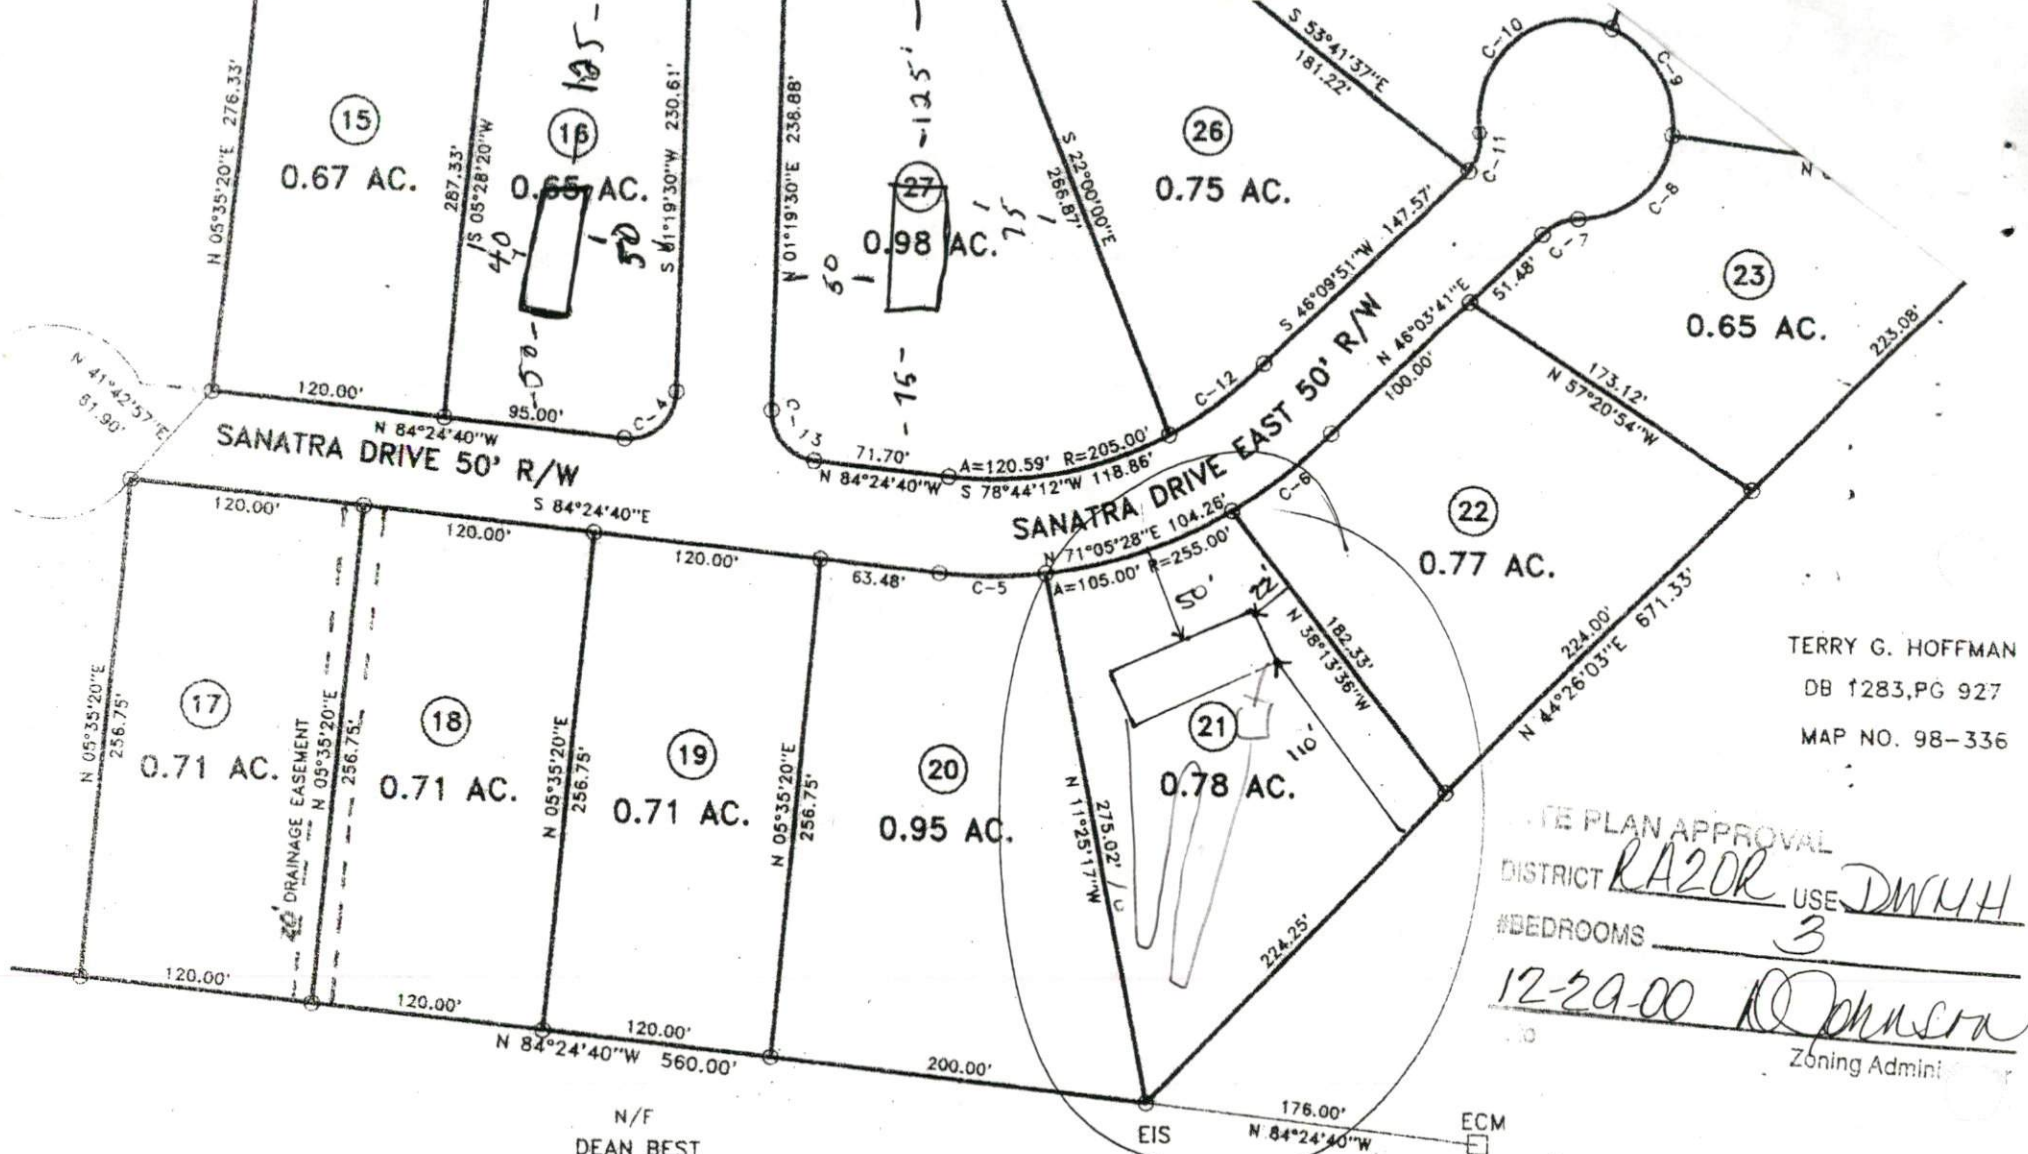 N 05°35'20"E 276.33'
15
0.67 AC.
287.33'
S 05°28'20"W
125
16
0.65 AC.
40
50
50
S 01°19'30"W 230.61'
120.00'
95.00'
N 84°24'40"W
C-4
N 41°42'57"E
61.90'
SANATRA DRIVE 50' R/W
N 01°19'30"E 238.88'
125'
27
0.98 AC.
50
75
75
C-13
71.70'
N 84°24'40"W
A=120.59' R=205.00'
S 78°44'12"W 118.86'
S 22°00'00"E
266.87'
26
0.75 AC.
S 53°41'37"E
181.22'
C-10
C-9
C-11
C-8
C-7
S 46°09'51"W 147.57'
C-12
SANATRA DRIVE EAST 50' R/W
N 46°03'41"E
51.48'
100.00'
23
0.65 AC.
223.08'
173.12'
N 57°20'54"W
C-6
22
0.77 AC.
224.00'
N 44°26'03"E 671.33'
120.00'
S 84°24'40"E
120.00'
120.00'
63.48'
C-5
N 71°05'28"E 104.26'
A=105.00' R=255.00'
50'
22'
182.33'
N 38°13'36"W
N 05°35'20"E
256.75'
17
0.71 AC.
40' DRAINAGE EASEMENT
N 05°35'20"E
256.75'
18
0.71 AC.
N 05°35'20"E
256.75'
19
0.71 AC.
N 05°35'20"E
256.75'
20
0.95 AC.
275.02'
N 11°25'17"W
21
0.78 AC.
110'
224.25'
120.00'
120.00'
120.00'
N 84°24'40"W 560.00'
200.00'
176.00'
N 84°24'40"W
EIS
ECM
N/F
DEAN BEST
TERRY G. HOFFMAN
DB 1283,PG 927
MAP NO. 98-336
TE PLAN APPROVAL
DISTRICT RA20R USE DWMH
#BEDROOMS 3
12-29-00 D Johnson
Zoning Admini